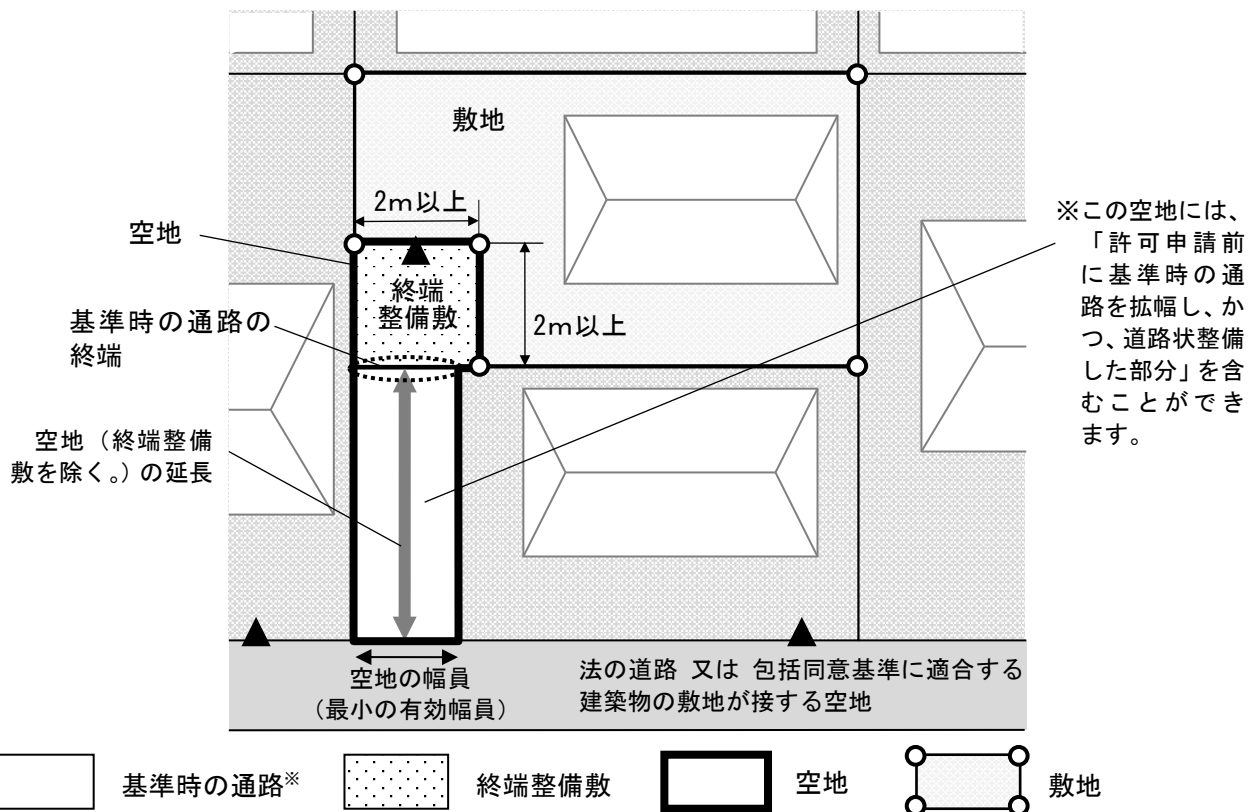 敷地
2m以上
空地
終端
整備敷
2m以上
基準時の通路の
終端
空地（終端整備
敷を除く。）の延長
※この空地には、
「許可申請前
に基準時の通
路を拡幅し、か
つ、道路状整備
した部分」を含
むことができ
ます。
空地の幅員
（最小の有効幅員）
法の道路 又は 包括同意基準に適合する
建築物の敷地が接する空地
基準時の通路※
終端整備敷
空地
敷地